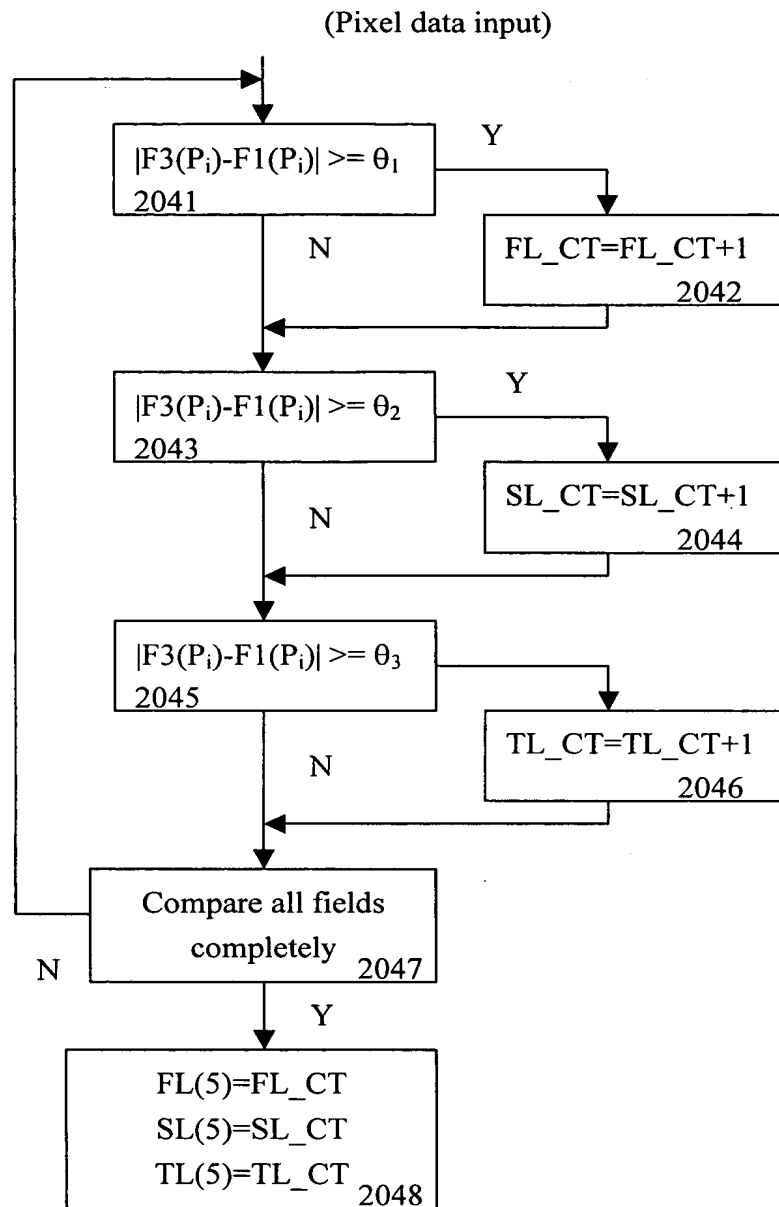 (Pixel data input)
|F3(Pᵢ)-F1(Pᵢ)| >= θ₁
2041
Y
N
FL_CT=FL_CT+1
2042
|F3(Pᵢ)-F1(Pᵢ)| >= θ₂
2043
Y
N
SL_CT=SL_CT+1
2044
|F3(Pᵢ)-F1(Pᵢ)| >= θ₃
2045
N
TL_CT=TL_CT+1
2046
Compare all fields
completely
2047
N
Y
FL(5)=FL_CT
SL(5)=SL_CT
TL(5)=TL_CT
2048